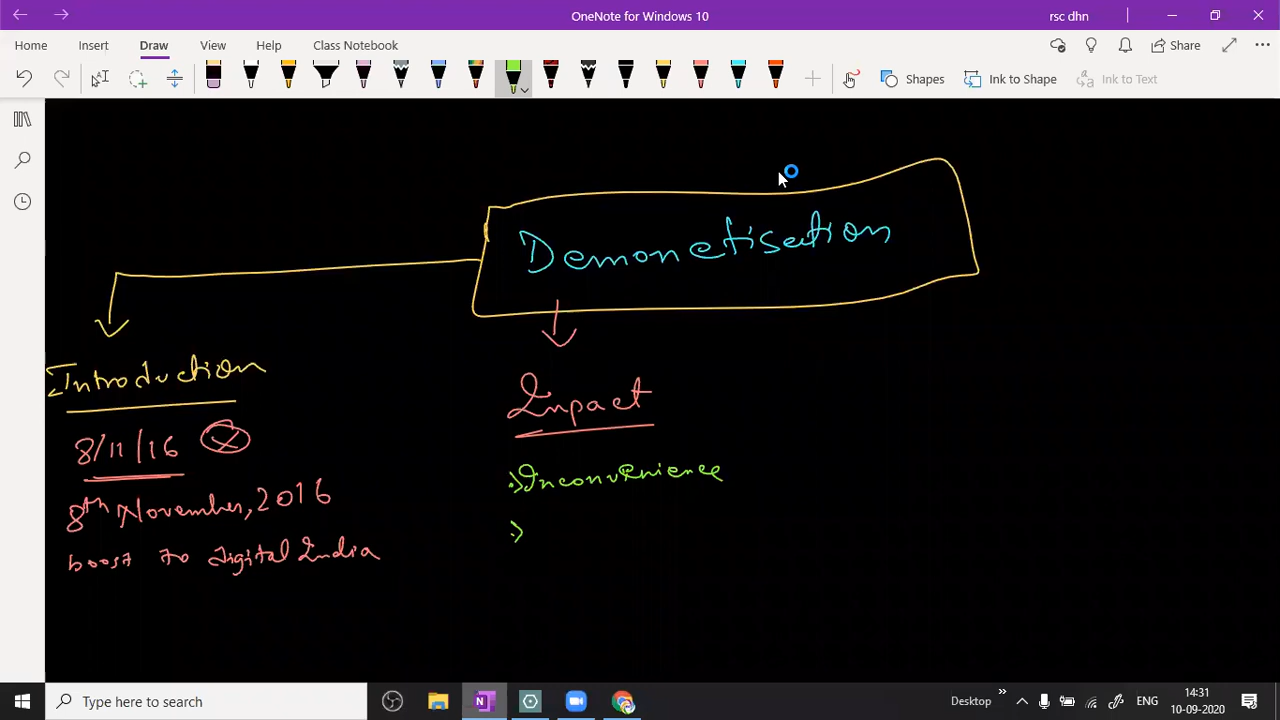 OneNote for Windows 10
rsc dhn
Home Insert Draw View Help Class Notebook
Share
Shapes
Ink to Shape
Ink to Text
Demonetisation
Introduction
8/11/16
8th November, 2016
boost to digital India
Impact
Inconvenience
Type here to search
Desktop
ENG
14:31
10-09-2020